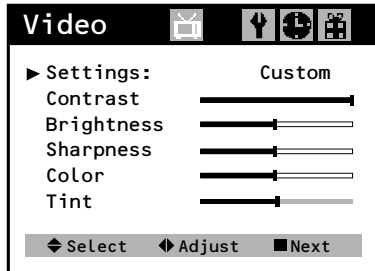 Video
Settings: Custom
Contrast
Brightness
Sharpness
Color
Tint
Select Adjust Next